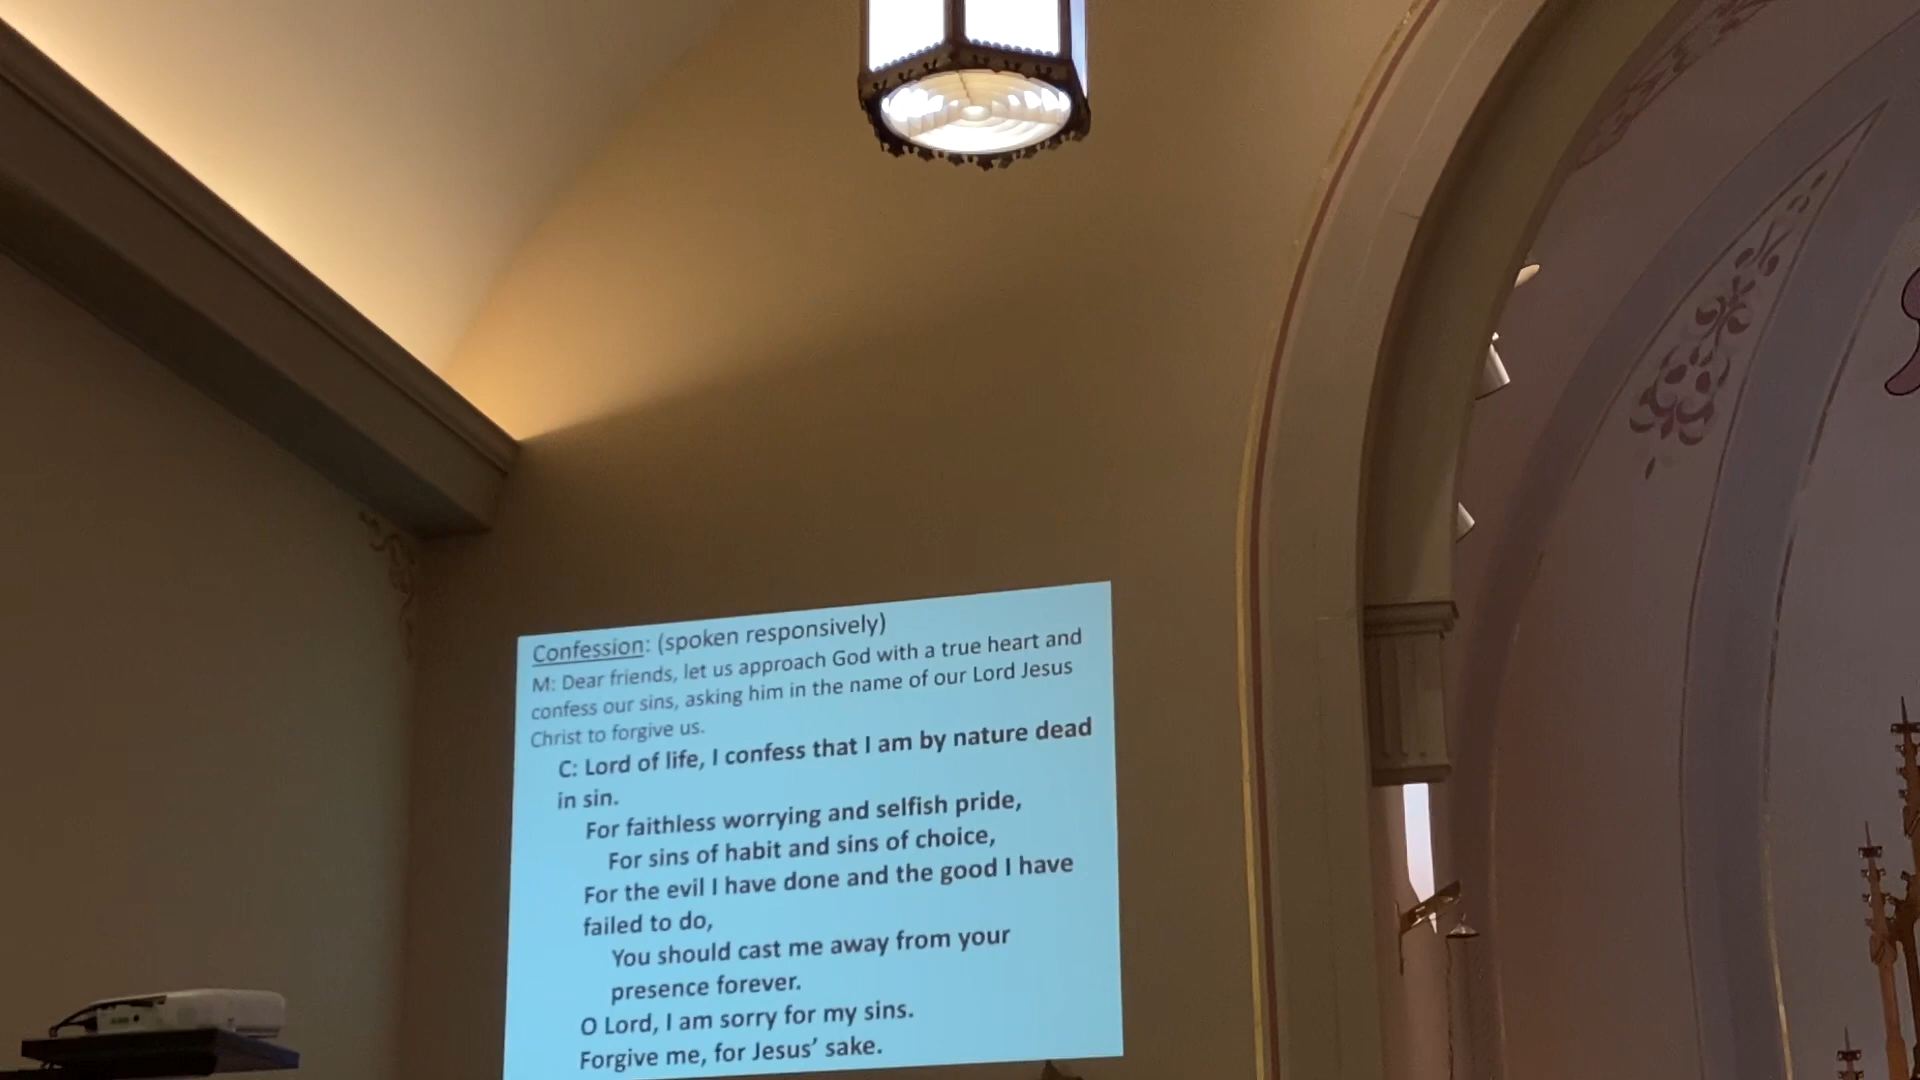 Confession: (spoken responsively)
M: Dear friends, let us approach God with a true heart and
confess our sins, asking him in the name of our Lord Jesus
Christ to forgive us.
C: Lord of life, I confess that I am by nature dead
in sin.
For faithless worrying and selfish pride,
For sins of habit and sins of choice,
For the evil I have done and the good I have
failed to do,
You should cast me away from your
presence forever.
O Lord, I am sorry for my sins.
Forgive me, for Jesus’ sake.